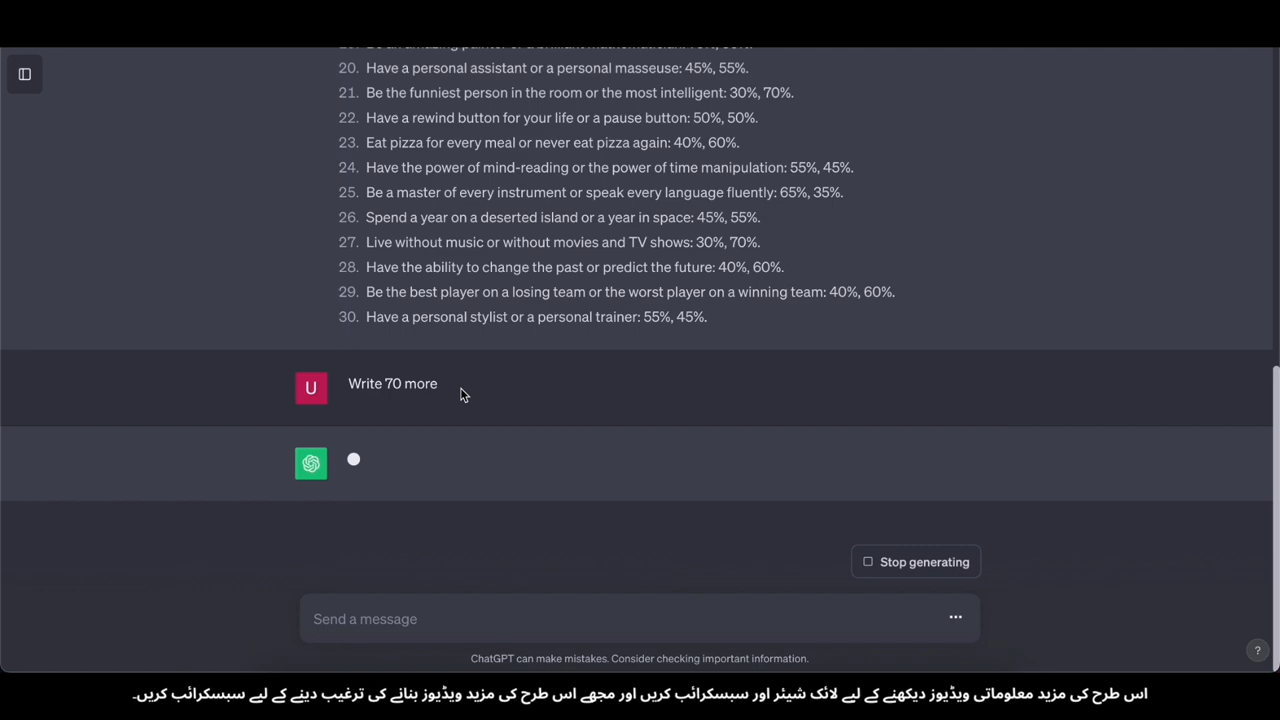 20. Have a personal assistant or a personal masseuse: 45%, 55%.
21. Be the funniest person in the room or the most intelligent: 30%, 70%.
22. Have a rewind button for your life or a pause button: 50%, 50%.
23. Eat pizza for every meal or never eat pizza again: 40%, 60%.
24. Have the power of mind-reading or the power of time manipulation: 55%, 45%.
25. Be a master of every instrument or speak every language fluently: 65%, 35%.
26. Spend a year on a deserted island or a year in space: 45%, 55%.
27. Live without music or without movies and TV shows: 30%, 70%.
28. Have the ability to change the past or predict the future: 40%, 60%.
29. Be the best player on a losing team or the worst player on a winning team: 40%, 60%.
30. Have a personal stylist or a personal trainer: 55%, 45%.
U Write 70 more
Stop generating
Send a message
ChatGPT can make mistakes. Consider checking important information.
?
اس طرح کی مزید معلوماتی ویڈیوز دیکھنے کے لیے لائک شیئر اور سبسکرائب کریں اور مجھے اس طرح کی مزید ویڈیوز بنانے کی ترغیب دینے کے لیے سبسکرائب کریں۔